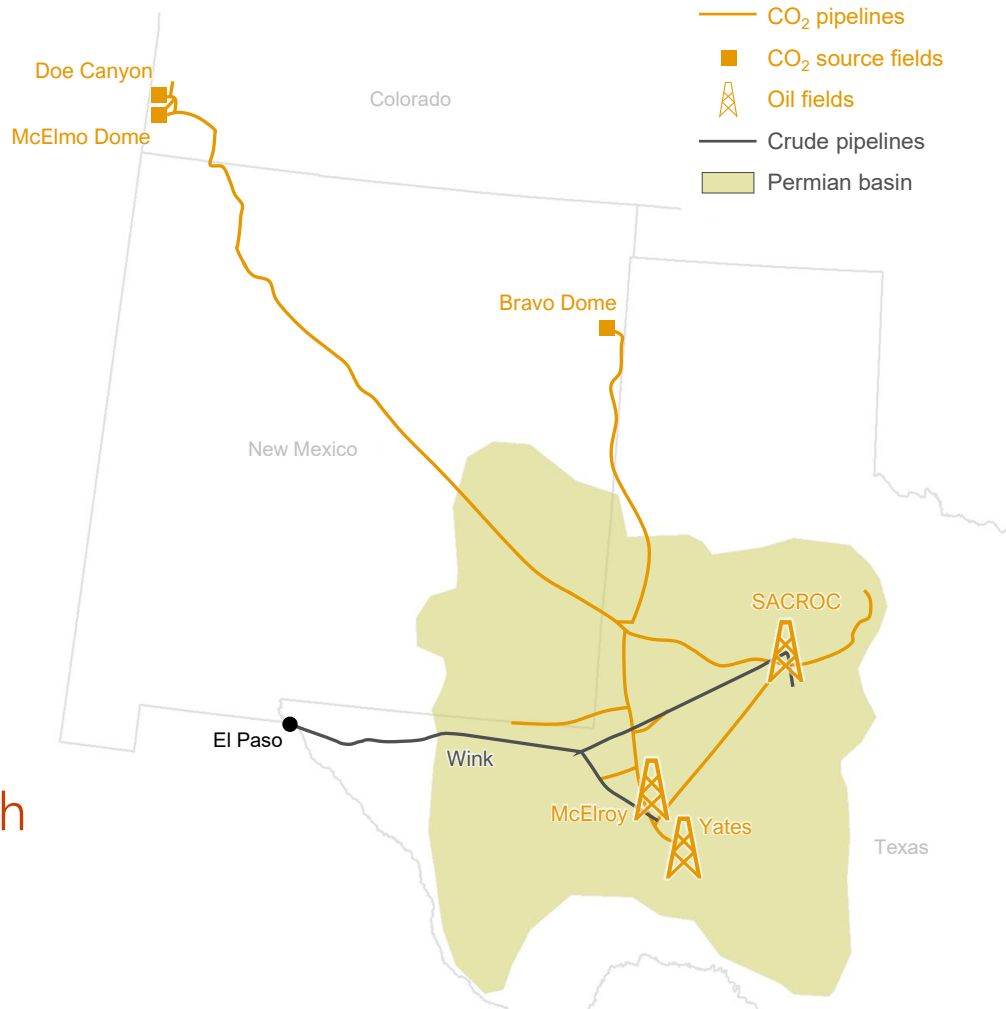 CO₂ pipelines
CO₂ source fields
Oil fields
Crude pipelines
Permian basin
Doe Canyon
McElmo Dome
Colorado
Bravo Dome
New Mexico
SACROC
El Paso
Wink
McElroy
Yates
Texas
h